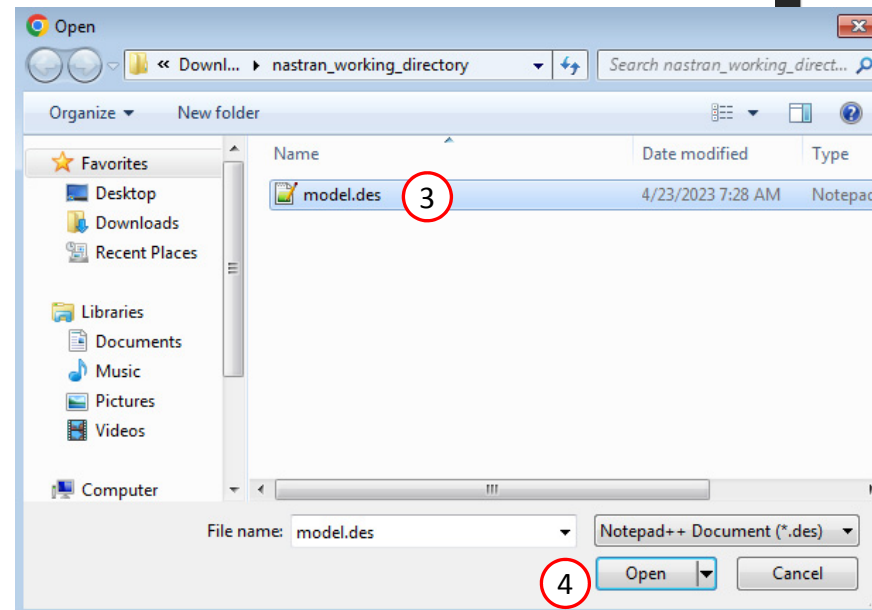 Open
« Downl... nastran_working_directory Search nastran_working_direct...
Organize New folder
Name Date modified Type
Favorites
Desktop
Downloads
Recent Places
Libraries
Documents
Music
Pictures
Videos
Computer
model.des 3 4/23/2023 7:28 AM Notepad
File name: model.des Notepad++ Document (*.des)
4 Open Cancel